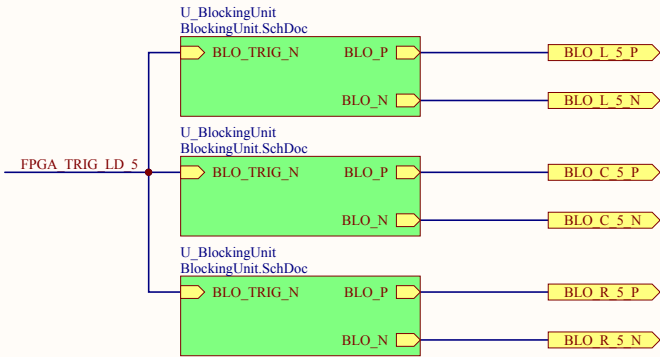 U_BlockingUnit
BlockingUnit.SchDoc
BLO_TRIG_N BLO_P BLO_L_5_P
BLO_N BLO_L_5_N
U_BlockingUnit
BlockingUnit.SchDoc
FPGA_TRIG_LD_5 BLO_TRIG_N BLO_P BLO_C_5_P
BLO_N BLO_C_5_N
U_BlockingUnit
BlockingUnit.SchDoc
BLO_TRIG_N BLO_P BLO_R_5_P
BLO_N BLO_R_5_N